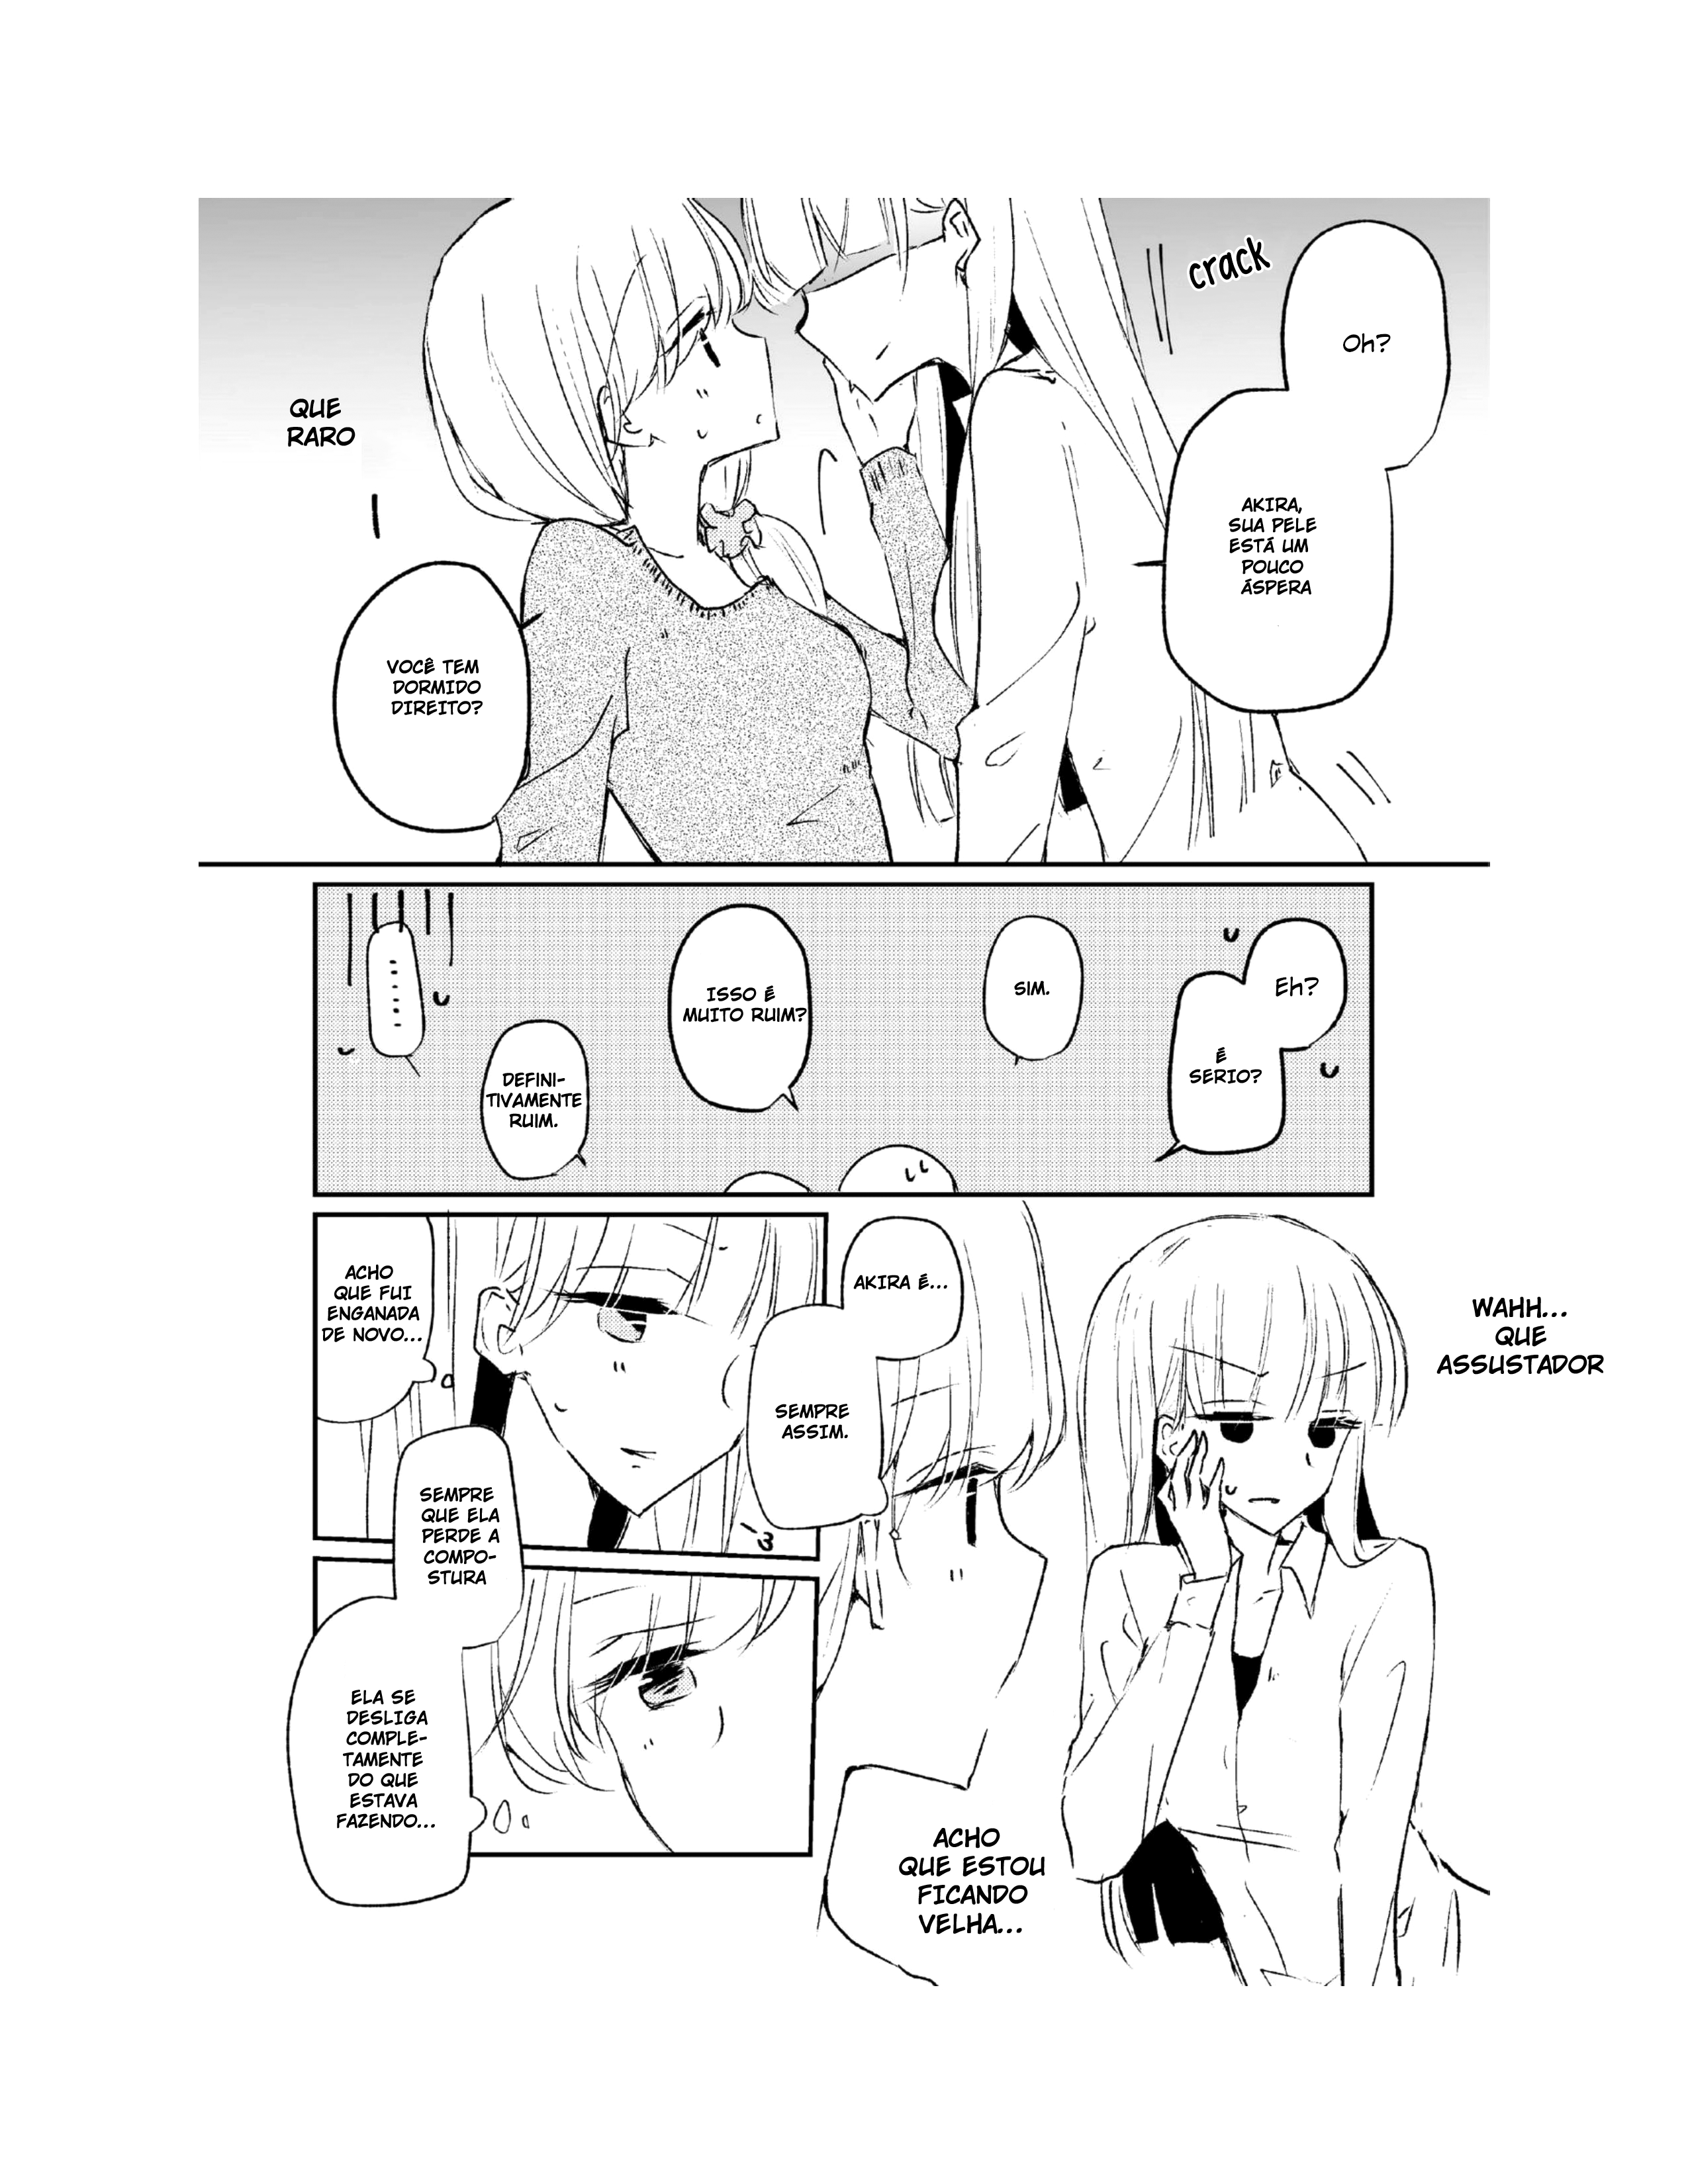 Oh?
crack
AKIRA,
SUA PELE
ESTÁ UM
POUCO
ÁSPERA
QUE
RARO
VOCÊ TEM
DORMIDO
DIREITO?
Eh?
É
SERIO?
SIM.
ISSO É
MUITO RUIM?
DEFINI-
TIVAMENTE
RUIM.
......
WAHH...
QUE
ASSUSTADOR
ACHO
QUE ESTOU
FICANDO
VELHA...
AKIRA É...
SEMPRE
ASSIM.
ACHO
QUE FUI
ENGANADA
DE NOVO...
SEMPRE
QUE ELA
PERDE A
COMPO-
STURA
ELA SE
DESLIGA
COMPLE-
TAMENTE
DO QUE
ESTAVA
FAZENDO...